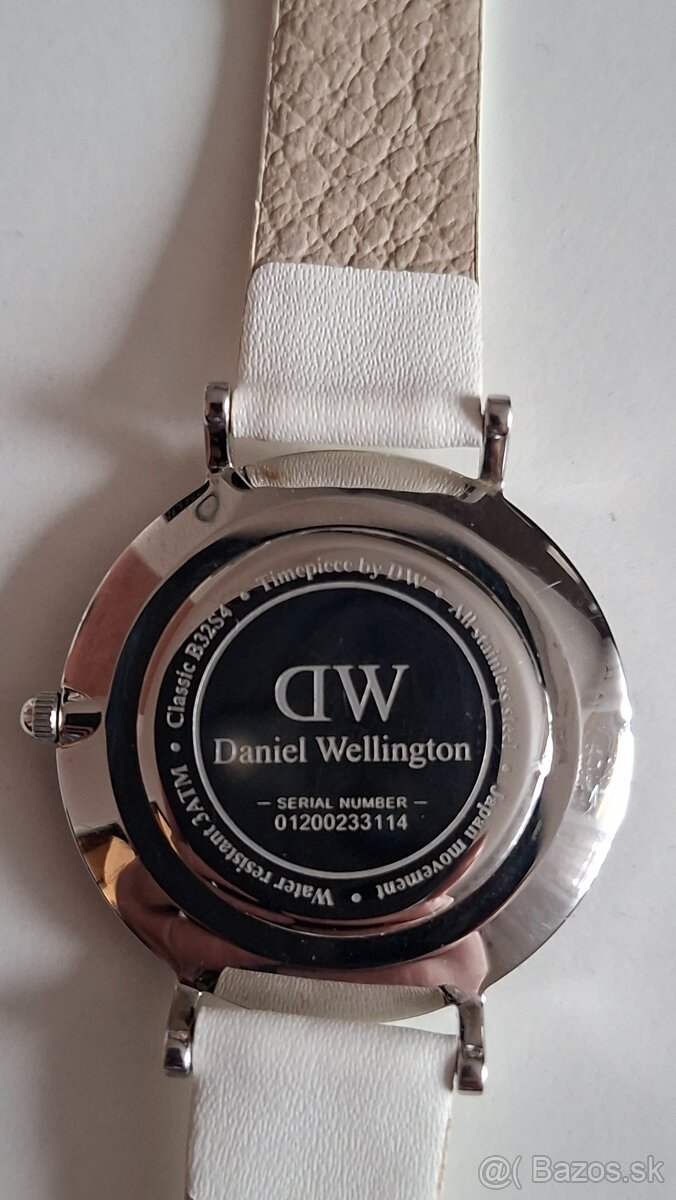 Timepiece by DW • All stainless steel • Japan movement • Water resistant 3ATM • Classic B32S4 •
DW
Daniel Wellington
SERIAL NUMBER
01200233114
@( Bazos.sk